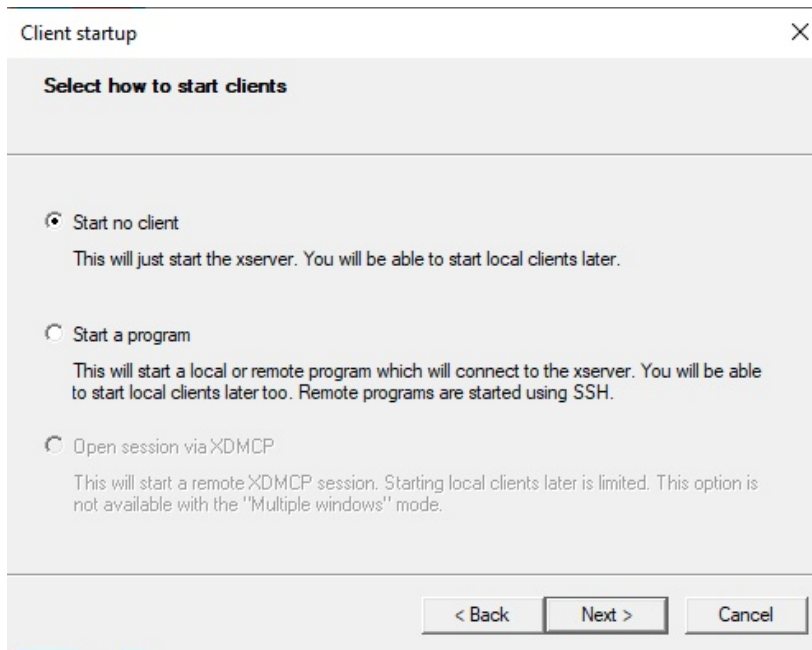 Client startup
Select how to start clients
Start no client
This will just start the xserver. You will be able to start local clients later.
Start a program
This will start a local or remote program which will connect to the xserver. You will be able
to start local clients later too. Remote programs are started using SSH.
Open session via XDMCP
This will start a remote XDMCP session. Starting local clients later is limited. This option is
not available with the "Multiple windows" mode.
< Back Next > Cancel